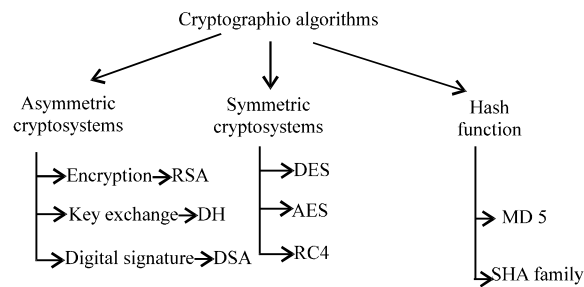 Cryptographio algorithms
Asymmetric
cryptosystems
Encryption RSA
Key exchange DH
Digital signature DSA
Symmetric
cryptosystems
DES
AES
RC4
Hash
function
MD 5
SHA family